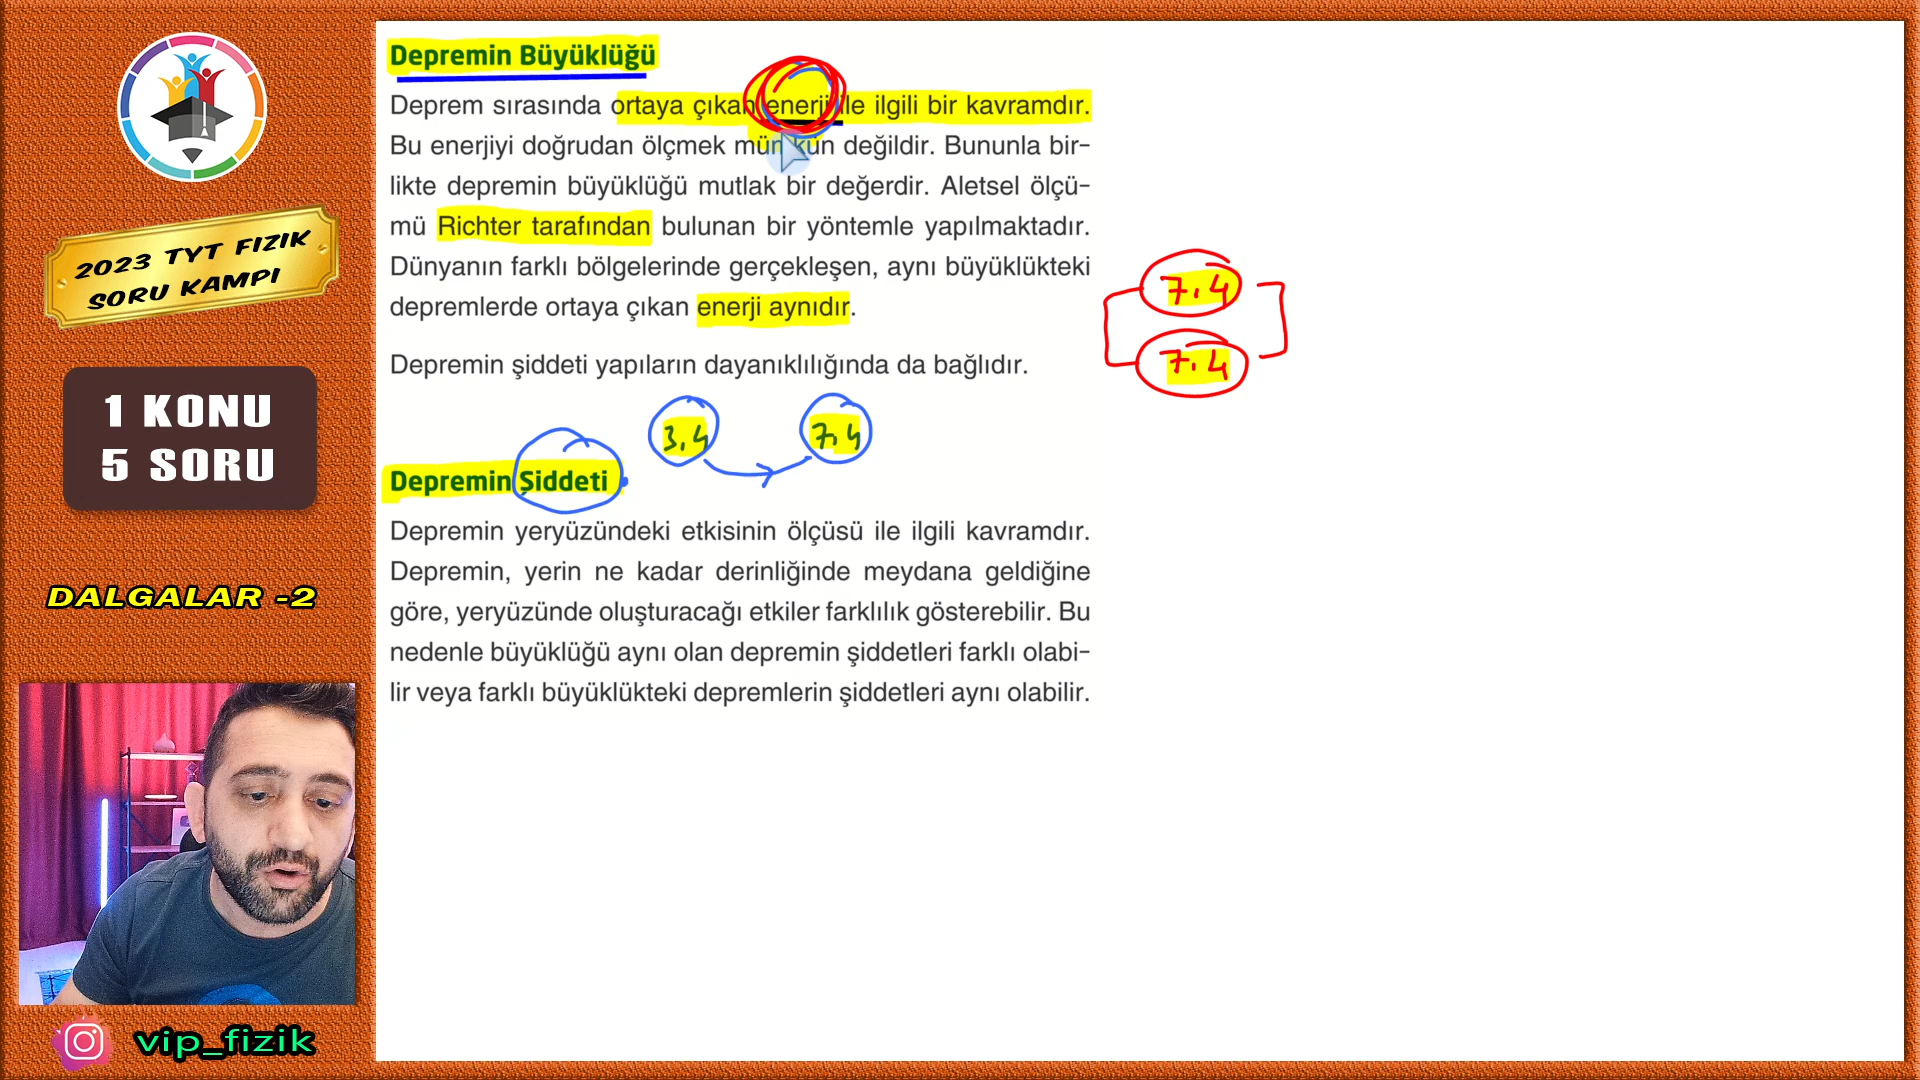 2023 TYT FIZIK
SORU KAMPI
1 KONU
5 SORU
DALGALAR -2
vip_fizik
Depremin Büyüklüğü
Deprem sırasında ortaya çıkan enerji ile ilgili bir kavramdır.
Bu enerjiyi doğrudan ölçmek mümkün değildir. Bununla bir-
likte depremin büyüklüğü mutlak bir değerdir. Aletsel ölçü-
mü Richter tarafından bulunan bir yöntemle yapılmaktadır.
Dünyanın farklı bölgelerinde gerçekleşen, aynı büyüklükteki
depremlerde ortaya çıkan enerji aynıdır.
7,4
7,4
Depremin şiddeti yapıların dayanıklılığında da bağlıdır.
3,4
7,4
Depremin Şiddeti
Depremin yeryüzündeki etkisinin ölçüsü ile ilgili kavramdır.
Depremin, yerin ne kadar derinliğinde meydana geldiğine
göre, yeryüzünde oluşturacağı etkiler farklılık gösterebilir. Bu
nedenle büyüklüğü aynı olan depremin şiddetleri farklı olabi-
lir veya farklı büyüklükteki depremlerin şiddetleri aynı olabilir.